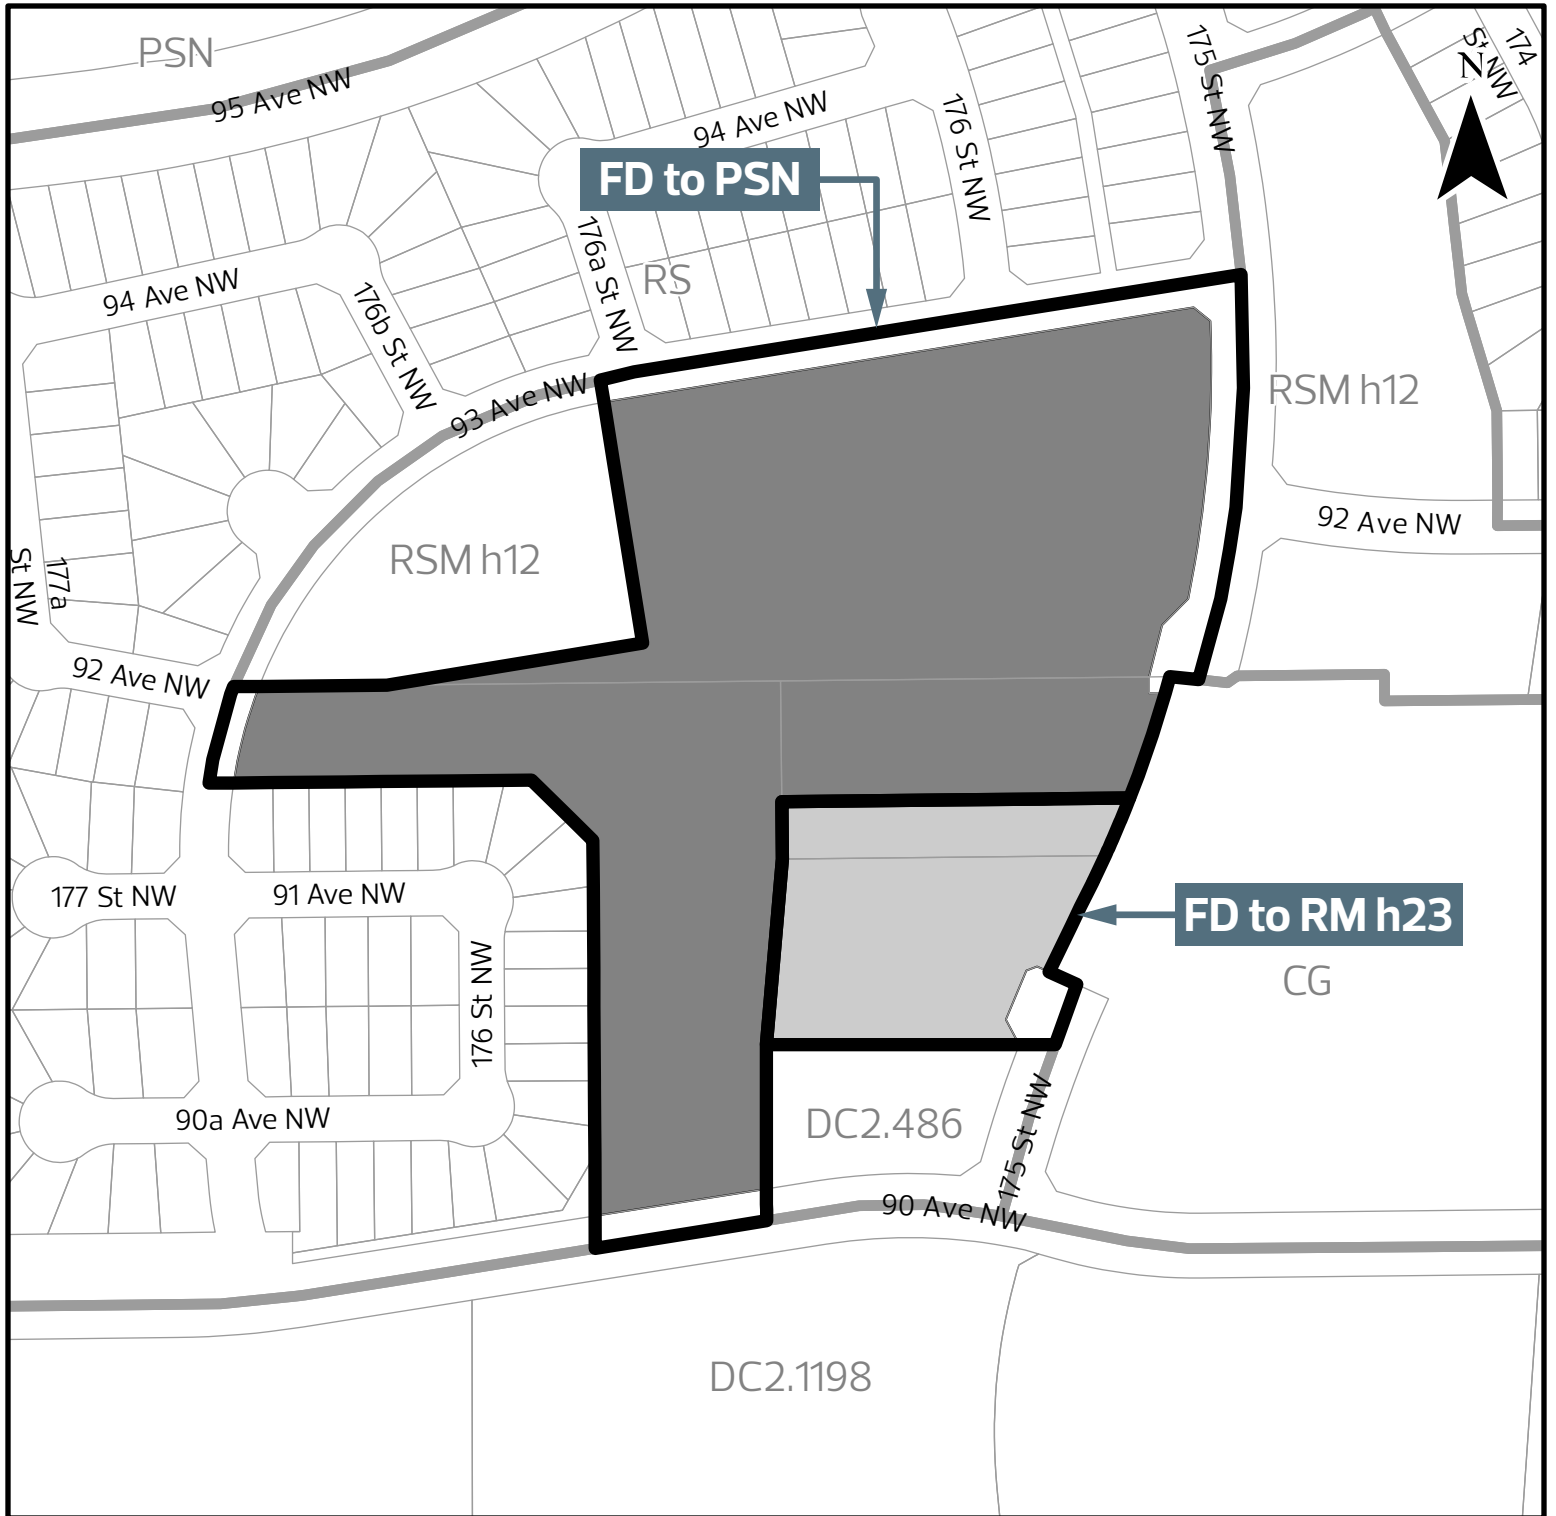 PSN
95 Ave NW
94 Ave NW
176 St NW
175 St NW
174
St NW
N
FD to PSN
176a St NW
RS
94 Ave NW
176b St NW
93 Ave NW
RSM h12
RSM h12
92 Ave NW
177a
St NW
92 Ave NW
177 St NW
91 Ave NW
FD to RM h23
CG
176 St NW
90a Ave NW
DC2.486
175 St NW
90 Ave NW
DC2.1198